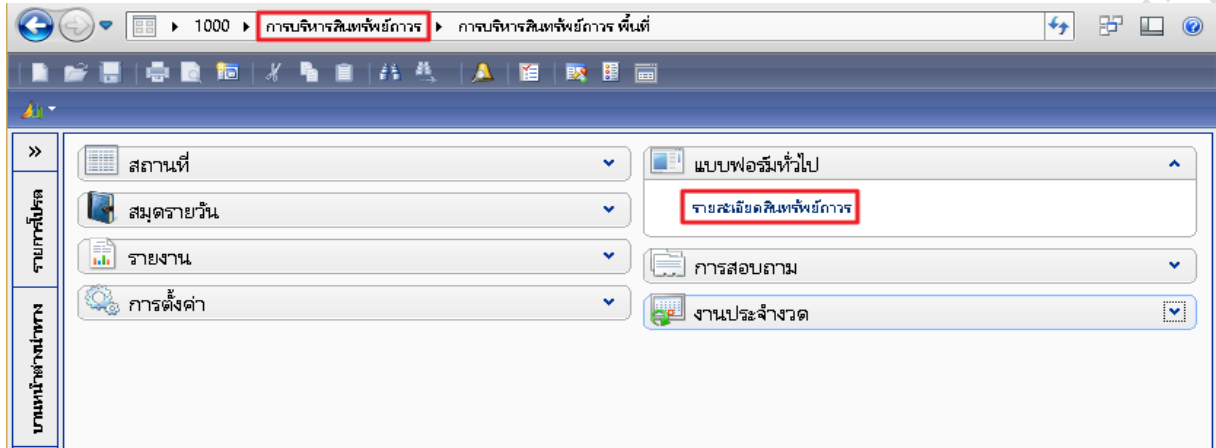 1000 ▸ การบริหารสินทรัพย์ถาวร ▸ การบริหารสินทรัพย์ถาวร พื้นที่
»
รายการโปรด
บานหน้าต่างนำทาง
สถานที่
สมุดรายวัน
รายงาน
การตั้งค่า
แบบฟอร์มทั่วไป
รายละเอียดสินทรัพย์ถาวร
การสอบถาม
งานประจำงวด